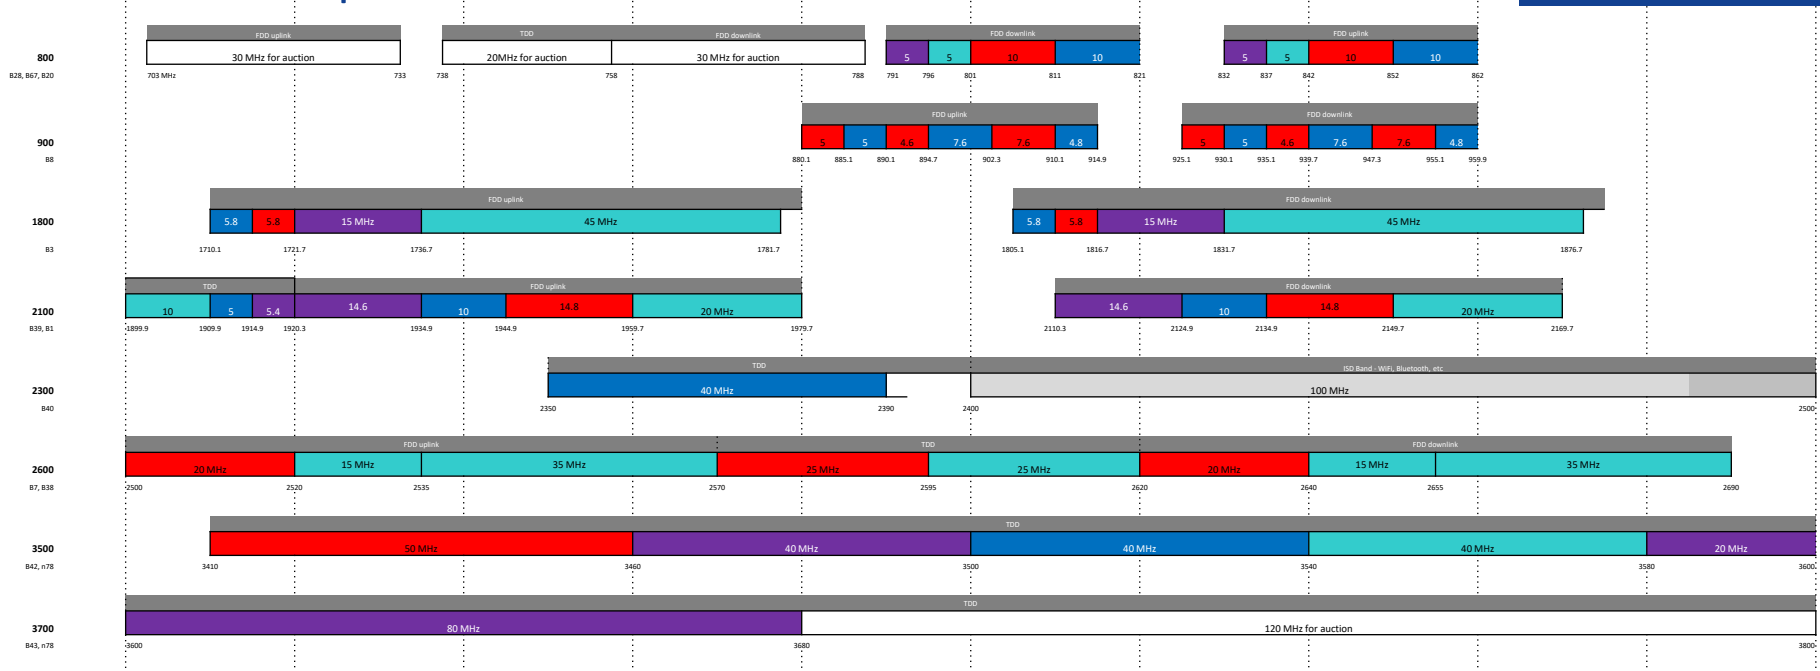 FDD uplink TDD FDD downlink FDD downlink FDD uplink
800 30 MHz for auction 20MHz for auction 30 MHz for auction 5 5 10 10 5 5 10 10
B28, B67, B20 703 MHz 733 738 758 788 791 796 801 811 821 832 837 842 852 862
FDD uplink FDD downlink
900 5 5 4.6 7.6 7.6 4.8 5 5 4.6 7.6 7.6 4.8
B8 880.1 885.1 890.1 894.7 902.3 910.1 914.9 925.1 930.1 935.1 939.7 947.3 955.1 959.9
FDD uplink FDD downlink
1800 5.8 5.8 15 MHz 45 MHz 5.8 5.8 15 MHz 45 MHz
B3 1710.1 1721.7 1736.7 1781.7 1805.1 1816.7 1831.7 1876.7
TDD FDD uplink FDD downlink
2100 10 5 5.4 14.6 10 14.8 20 MHz 14.6 10 14.8 20 MHz
B39, B1 1899.9 1909.9 1914.9 1920.3 1934.9 1944.9 1959.7 1979.7 2110.3 2124.9 2134.9 2149.7 2169.7
TDD ISD Band - WiFi, Bluetooth, etc
2300 40 MHz 100 MHz
B40 2350 2390 2400 2500
FDD uplink TDD FDD downlink
2600 20 MHz 15 MHz 35 MHz 25 MHz 25 MHz 20 MHz 15 MHz 35 MHz
B7, B38 2500 2520 2535 2570 2595 2620 2640 2655 2690
TDD
3500 50 MHz 40 MHz 40 MHz 40 MHz 20 MHz
B42, n78 3410 3460 3500 3540 3580 3600
TDD
3700 80 MHz 120 MHz for auction
B43, n78 3600 3680 3800